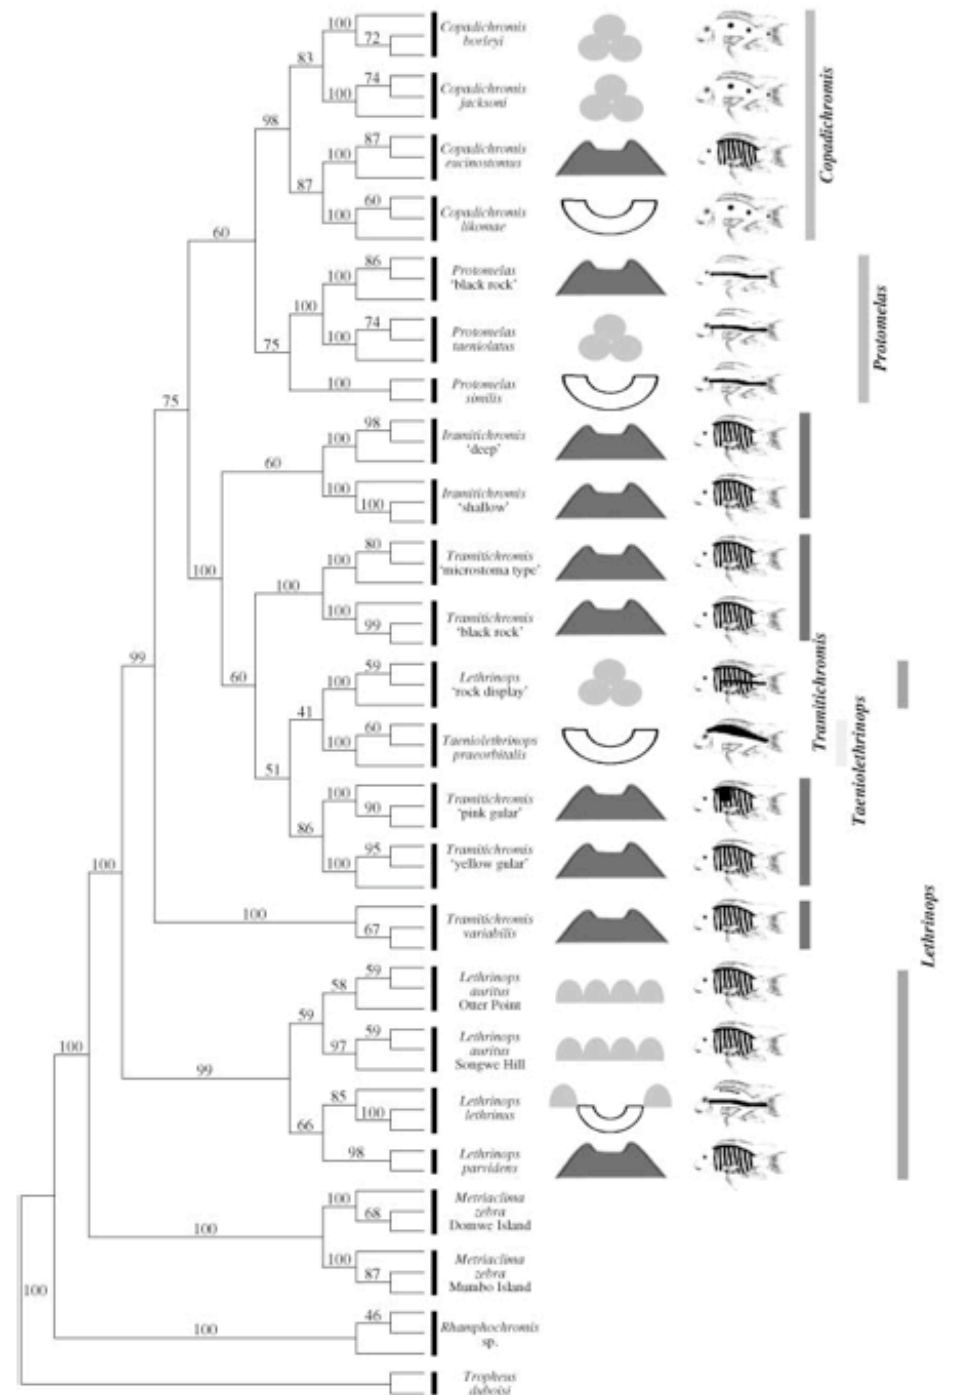 100
72
Copadichromis
borleyi
83
74
100
Copadichromis
jacksoni
98
87
100
Copadichromis
eucinostomus
87
60
100
Copadichromis
likomae
Copadichromis
60
86
100
Protomelas
'black rock'
100
74
100
Protomelas
taeniolatus
75
100
Protomelas
similis
Protomelas
75
98
100
Iramitichromis
'deep'
60
100
100
Iramitichromis
'shallow'
100
80
100
Tramitichromis
'microstoma type'
100
100
99
Tramitichromis
'black rock'
99
60
59
100
Lethrinops
'rock display'
41
60
100
Taeniolethrinops
praeorbitalis
51
100
90
Tramitichromis
'pink gular'
86
95
100
Tramitichromis
'yellow gular'
Tramitichromis
Taeniolethrinops
100
100
67
Tramitichromis
variabilis
59
58
Lethrinops
auritus
Otter Point
59
59
97
Lethrinops
auritus
Songwe Hill
100
99
85
100
Lethrinops
lethrinus
66
98
Lethrinops
parvidens
Lethrinops
100
68
Metriaclima
zebra
Domwe Island
100
100
87
Metriaclima
zebra
Mumbo Island
100
46
100
Rhamphochromis
sp.
Tropheus
duboisi